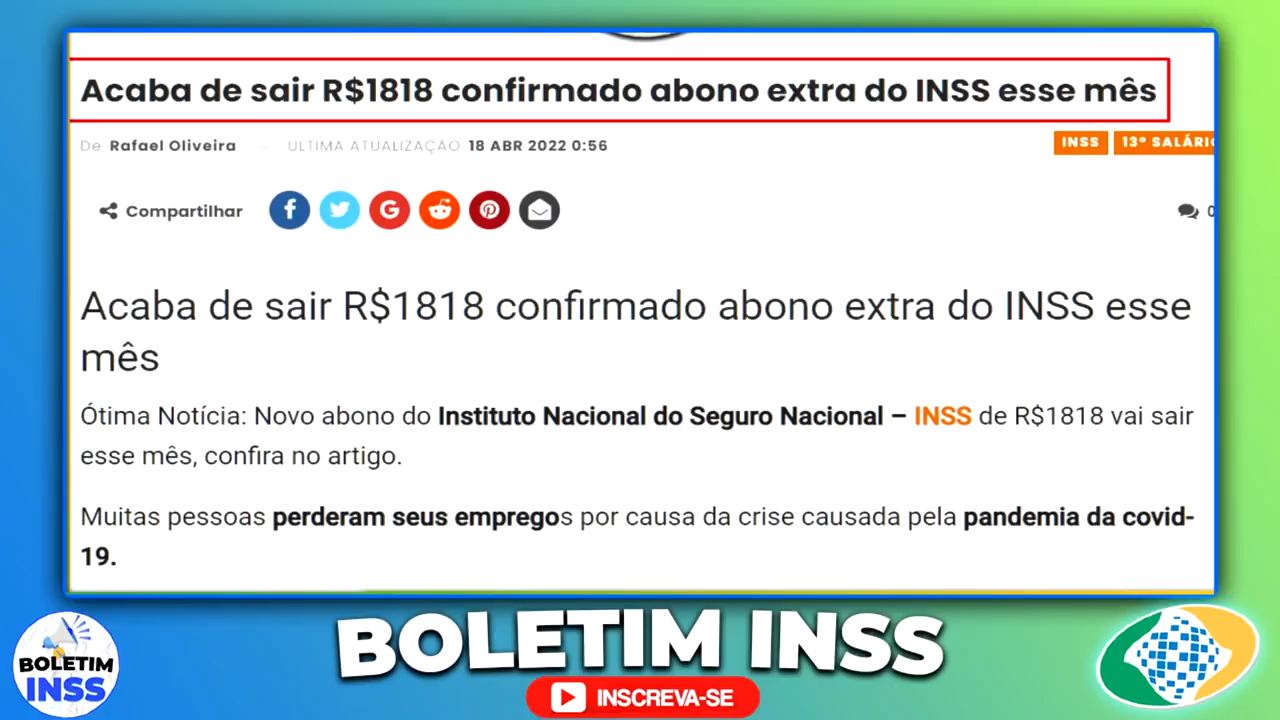 Acaba de sair R$1818 confirmado abono extra do INSS esse mês
De Rafael Oliveira — ULTIMA ATUALIZAÇÃO 18 ABR 2022 0:56
INSS 13º SALÁRIO
Compartilhar
0
Acaba de sair R$1818 confirmado abono extra do INSS esse
mês
Ótima Notícia: Novo abono do Instituto Nacional do Seguro Nacional – INSS de R$1818 vai sair
esse mês, confira no artigo.
Muitas pessoas perderam seus empregos por causa da crise causada pela pandemia da covid-
19.
BOLETIM INSS
INSCREVA-SE
BOLETIM
INSS